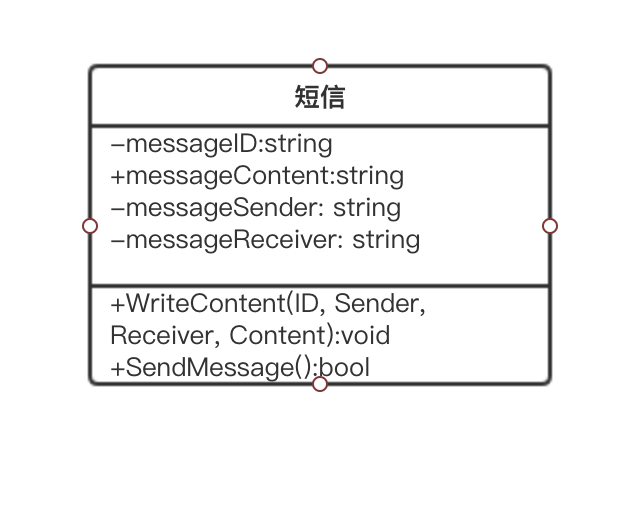 短信
–messageID:string
+messageContent:string
–messageSender: string
–messageReceiver: string
+WriteContent(ID, Sender,
Receiver, Content):void
+SendMessage():bool